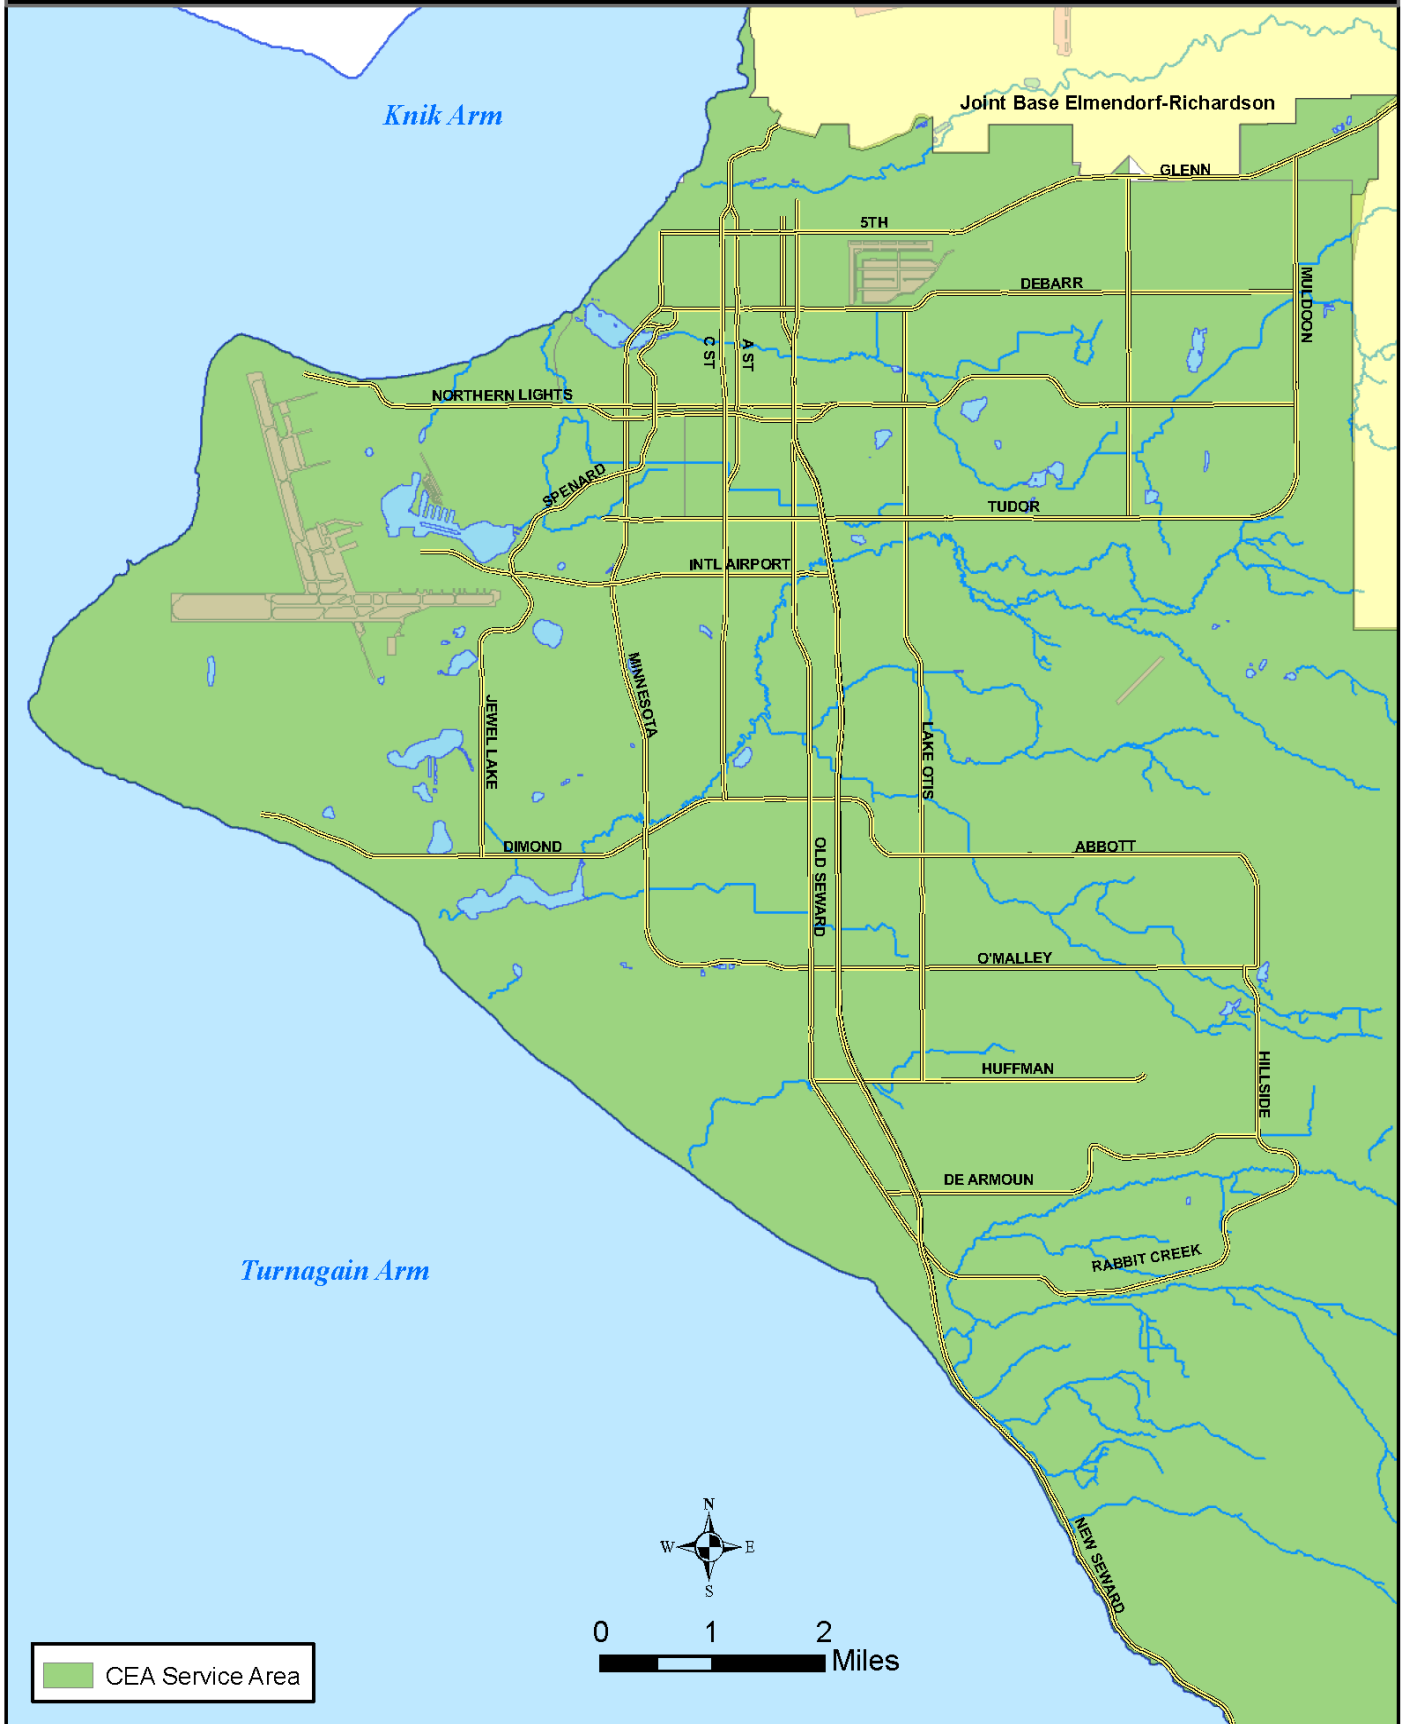 Knik Arm
Joint Base Elmendorf-Richardson
GLENN
5TH
DEBARR
MULDOON
C ST
A ST
NORTHERN LIGHTS
SPENARD
TUDOR
INTL AIRPORT
MINNESOTA
JEWEL LAKE
LAKE OTIS
DIMOND
OLD SEWARD
ABBOTT
O'MALLEY
HUFFMAN
HILLSIDE
DE ARMOUN
RABBIT CREEK
Turnagain Arm
NEW SEWARD
N
W E
S
0 1 2
Miles
CEA Service Area